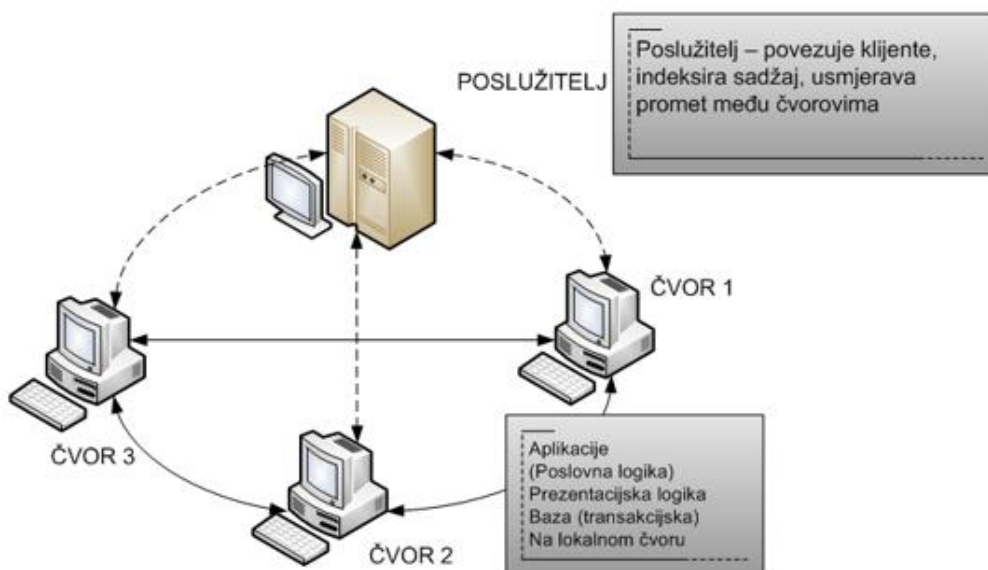 POSLUŽITELJ
Poslužitelj – povezuje klijente,
indeksira sadžaj, usmjerava
promet među čvorovima
ČVOR 1
ČVOR 3
ČVOR 2
Aplikacije
(Poslovna logika)
Prezentacijska logika
Baza (transakcijska)
Na lokalnom čvoru